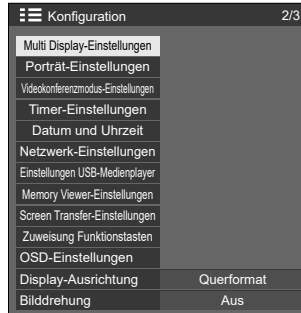 Konfiguration 2/3
Multi Display-Einstellungen
Porträt-Einstellungen
Videokonferenzmodus-Einstellungen
Timer-Einstellungen
Datum und Uhrzeit
Netzwerk-Einstellungen
Einstellungen USB-Medienplayer
Memory Viewer-Einstellungen
Screen Transfer-Einstellungen
Zuweisung Funktionstasten
OSD-Einstellungen
Display-Ausrichtung Querformat
Bilddrehung Aus